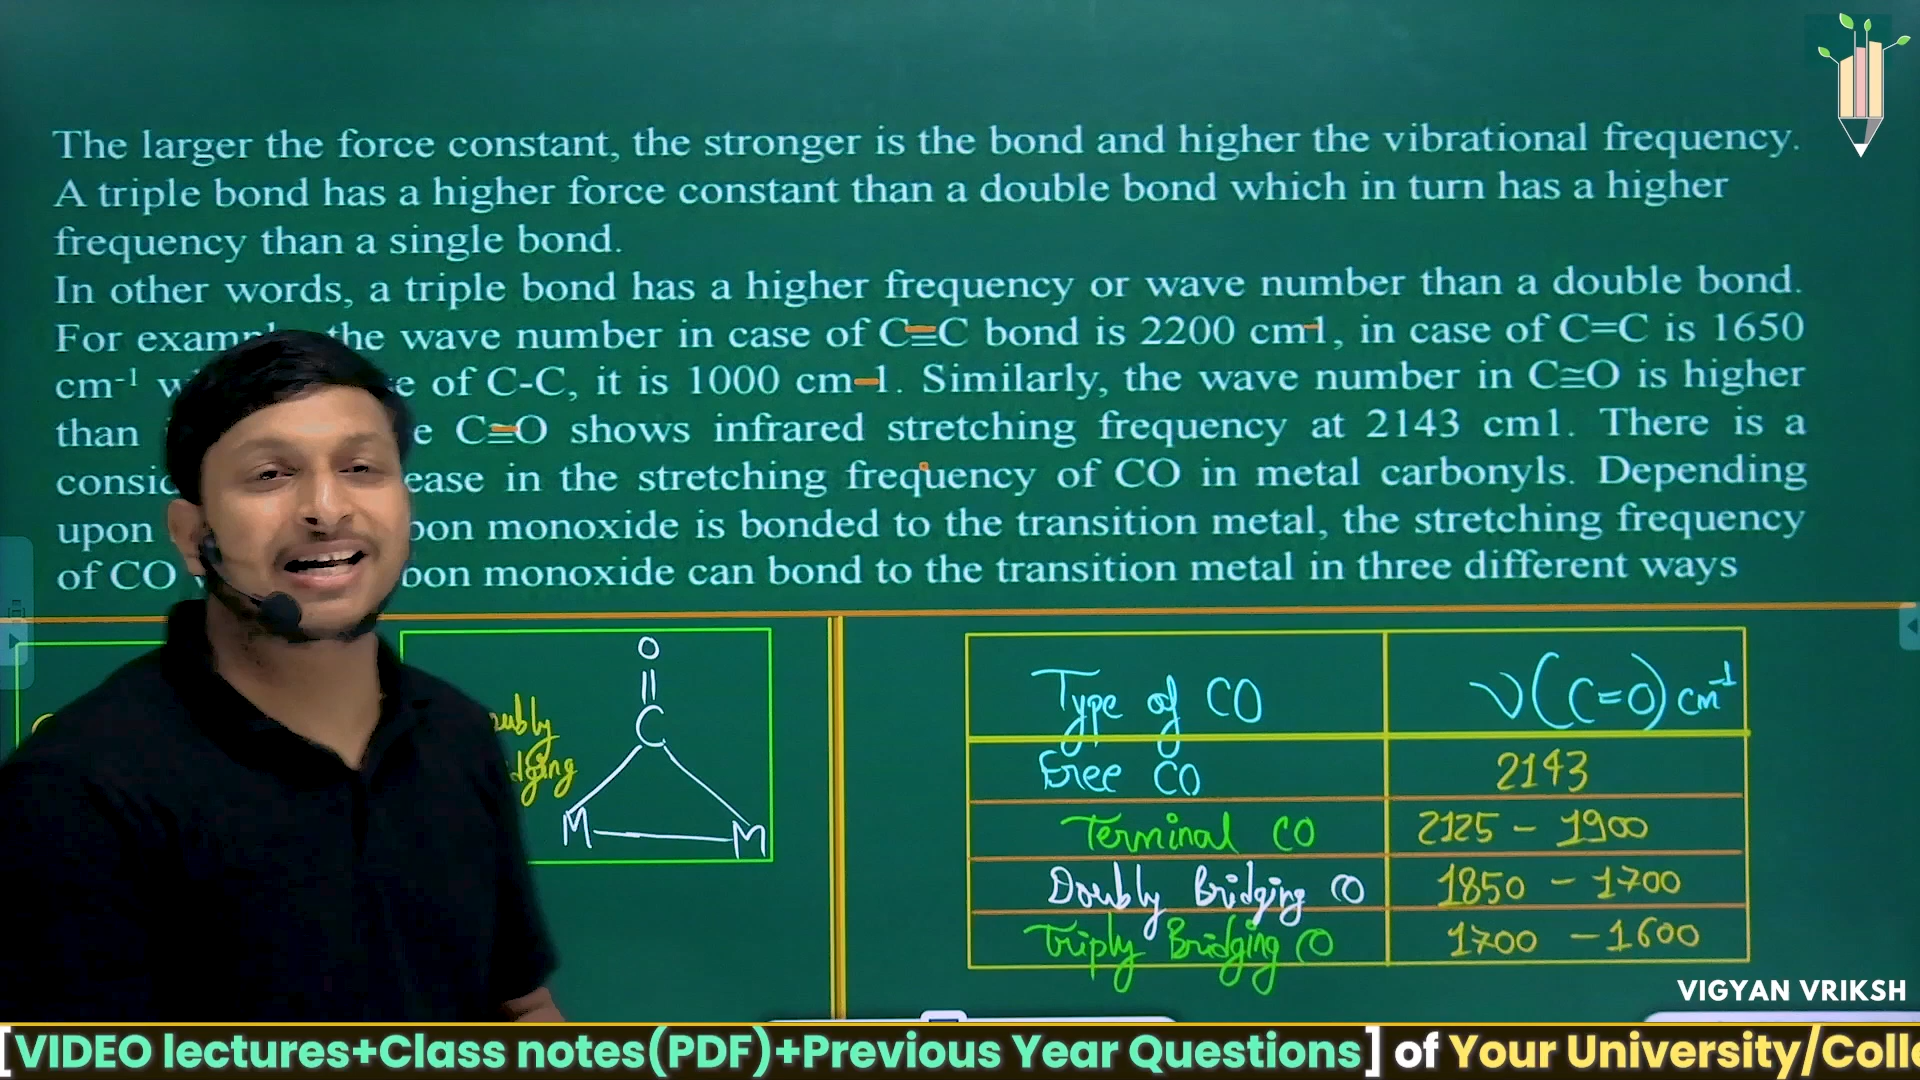 The larger the force constant, the stronger is the bond and higher the vibrational frequency.
A triple bond has a higher force constant than a double bond which in turn has a higher
frequency than a single bond.
In other words, a triple bond has a higher frequency or wave number than a double bond.
For the wave number in case of C≡C bond is 2200 cm-1, in case of C=C is 1650
cm-1 of C-C, it is 1000 cm-1. Similarly, the wave number in C≡O is higher
than C≡O shows infrared stretching frequency at 2143 cm1. There is a
in the stretching frequency of CO in metal carbonyls. Depending
upon monoxide is bonded to the transition metal, the stretching frequency
of CO monoxide can bond to the transition metal in three different ways
O
||
C
M M
Type of CO ν(C=O) cm-1
Free CO 2143
Terminal CO 2125 - 1900
Doubly Bridging CO 1850 - 1700
Triply Bridging CO 1700 - 1600
VIGYAN VRIKSH
[VIDEO lectures+Class notes(PDF)+Previous Year Questions] of Your University/